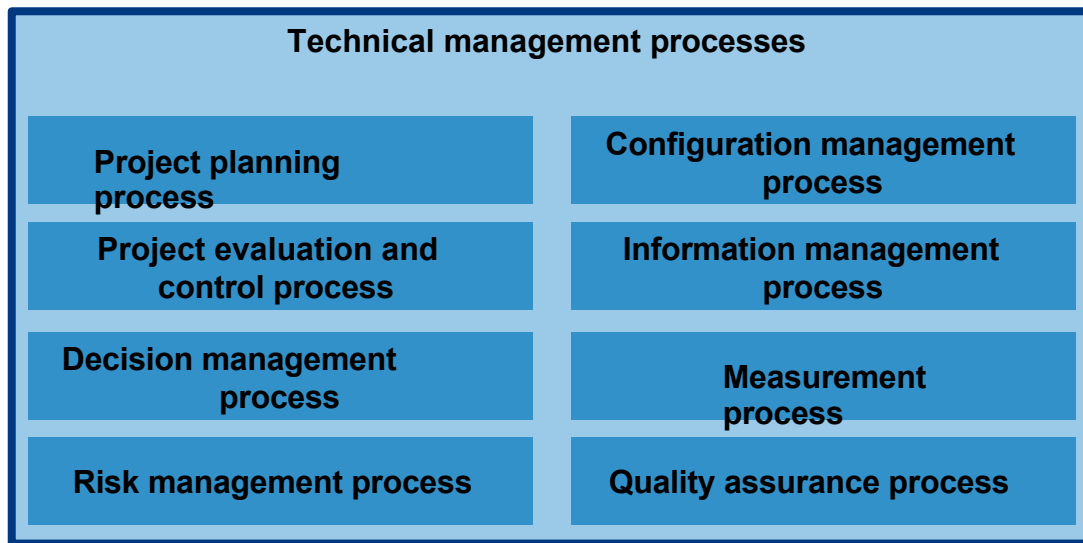 Technical management processes
Project planning
process
Configuration management
process
Project evaluation and
control process
Information management
process
Decision management
process
Measurement
process
Risk management process
Quality assurance process